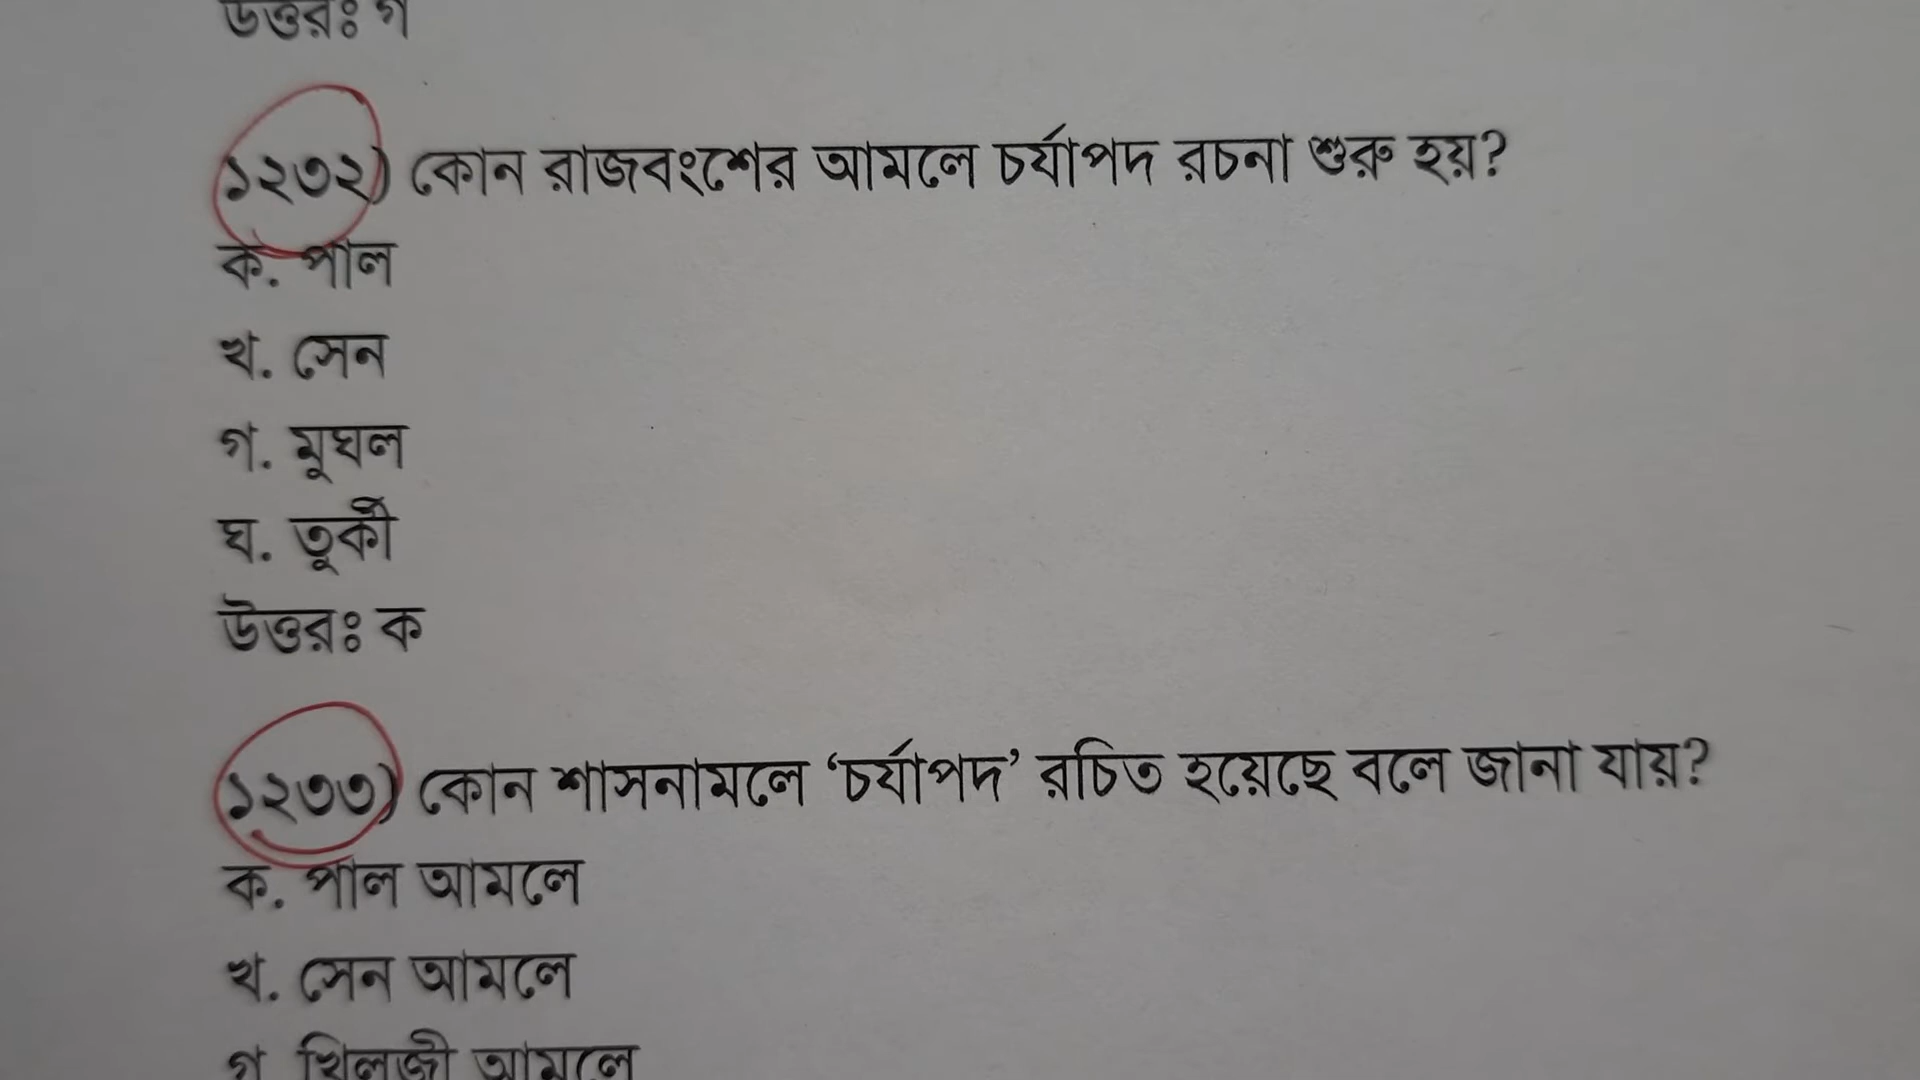 উত্তরঃ গ
১২৩২) কোন রাজবংশের আমলে চর্যাপদ রচনা শুরু হয়?
ক. পাল
খ. সেন
গ. মুঘল
ঘ. তুর্কী
উত্তরঃ ক
১২৩৩) কোন শাসনামলে ‘চর্যাপদ’ রচিত হয়েছে বলে জানা যায়?
ক. পাল আমলে
খ. সেন আমলে
গ. খিলজী আমলে